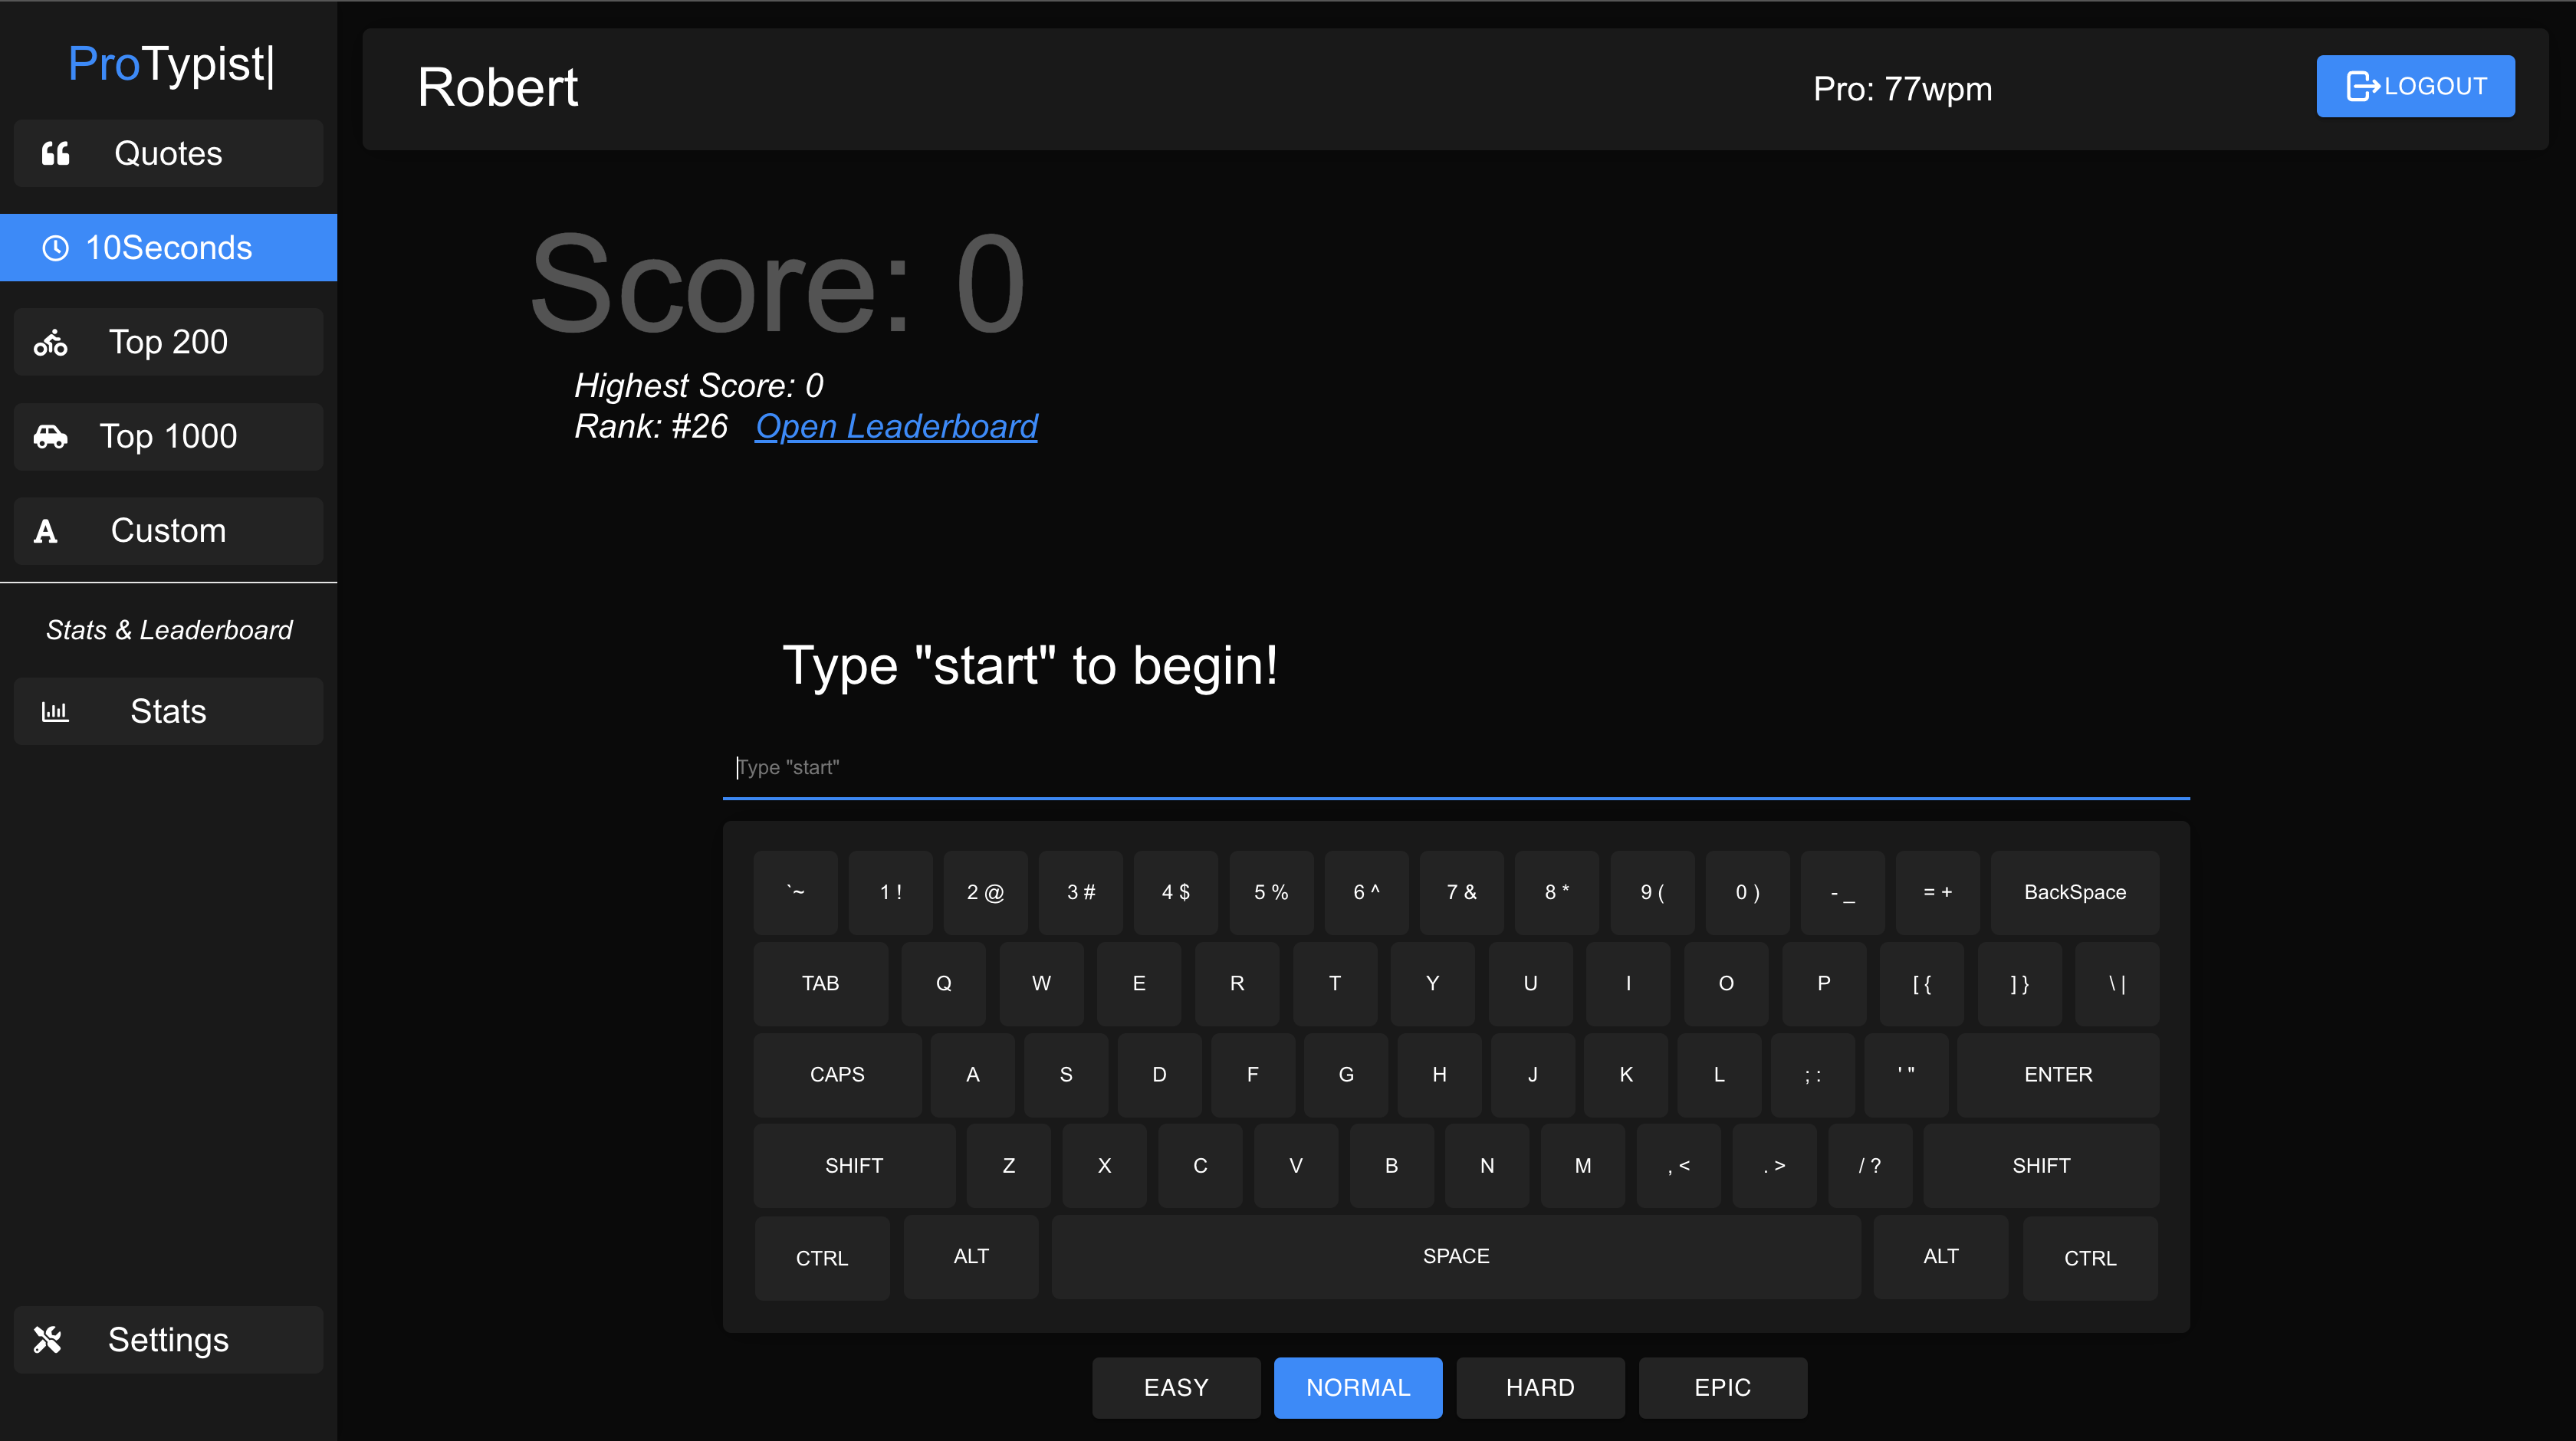 ProTypist|
Quotes
10Seconds
Top 200
Top 1000
Custom
Stats & Leaderboard
Stats
Settings
Robert
Pro: 77wpm
LOGOUT
Score: 0
Highest Score: 0
Rank: #26 Open Leaderboard
Type "start" to begin!
Type "start"
`~ 1 ! 2 @ 3 # 4 $ 5 % 6 ^ 7 & 8 * 9 ( 0 ) - _ = + BackSpace
TAB Q W E R T Y U I O P [ { ] } \ |
CAPS A S D F G H J K L ; : ' " ENTER
SHIFT Z X C V B N M , < . > / ? SHIFT
CTRL ALT SPACE ALT CTRL
EASY NORMAL HARD EPIC